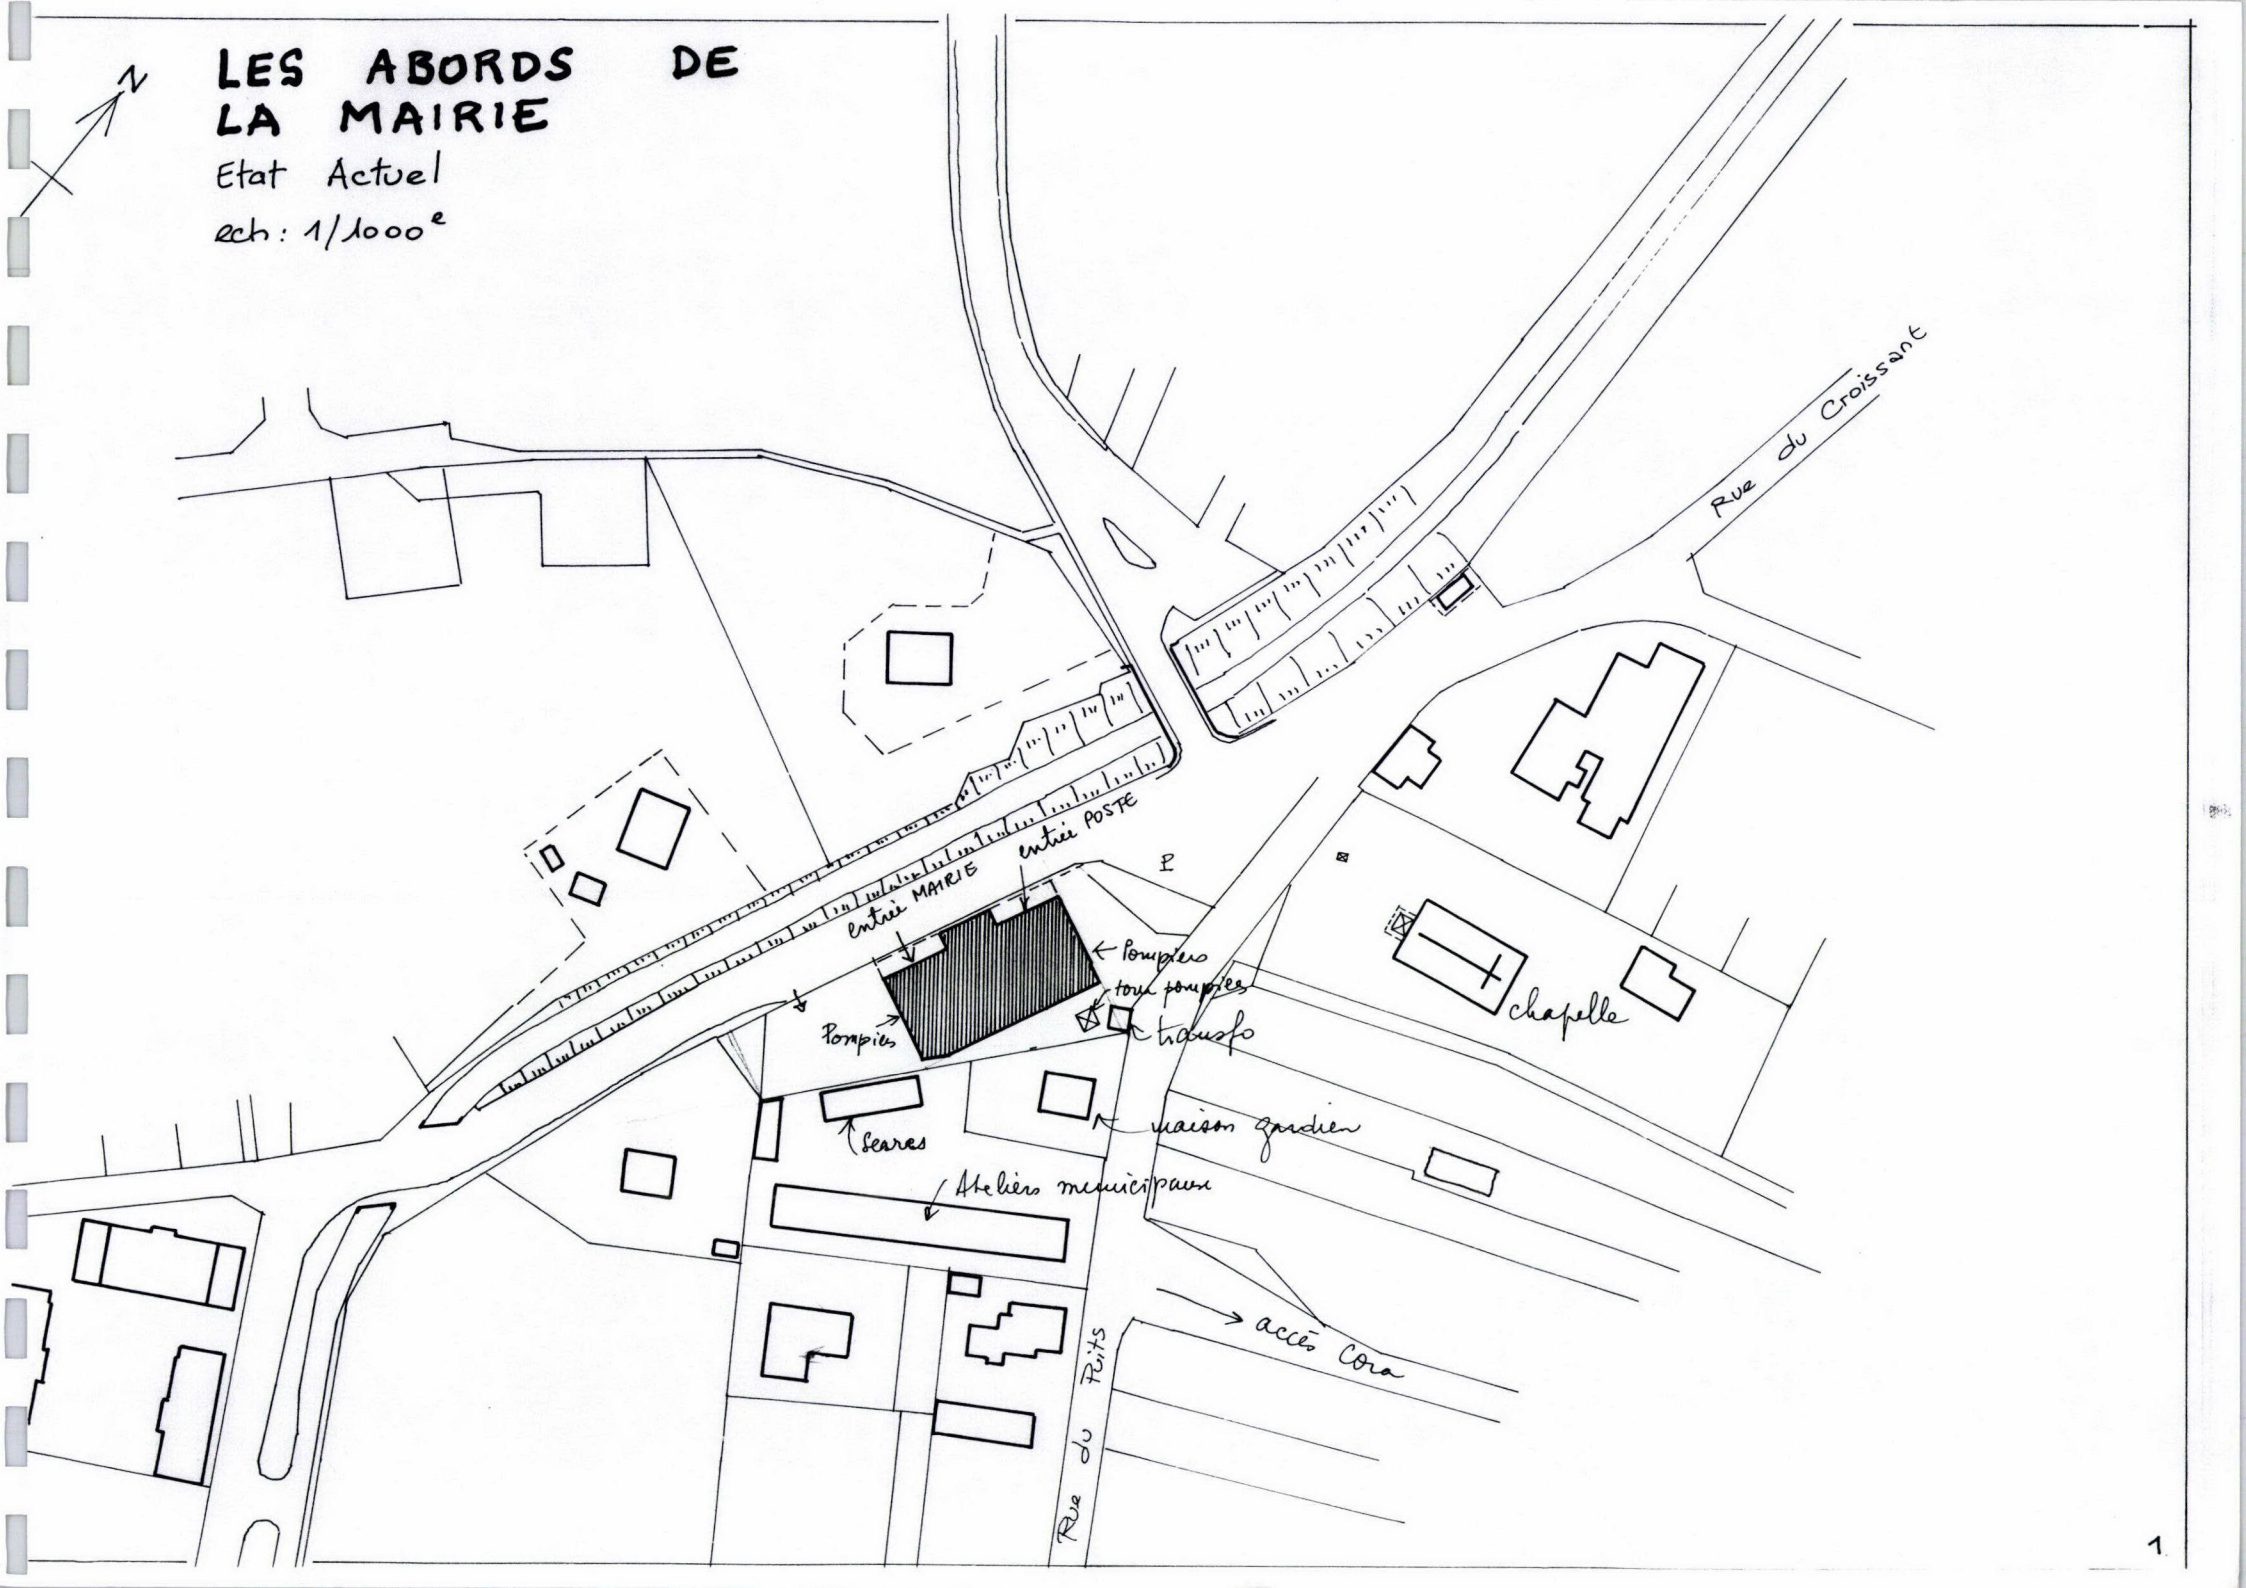 N
LES ABORDS DE
LA MAIRIE
Etat Actuel
ech: 1/1000e
Rue du Croissant
entrée POSTE
entrée MAIRIE
P
Pompiers
tour pompiers
transfo
Pompiers
chapelle
maison gardien
Serres
Ateliers municipaux
accès Cora
Rue du Puits
1